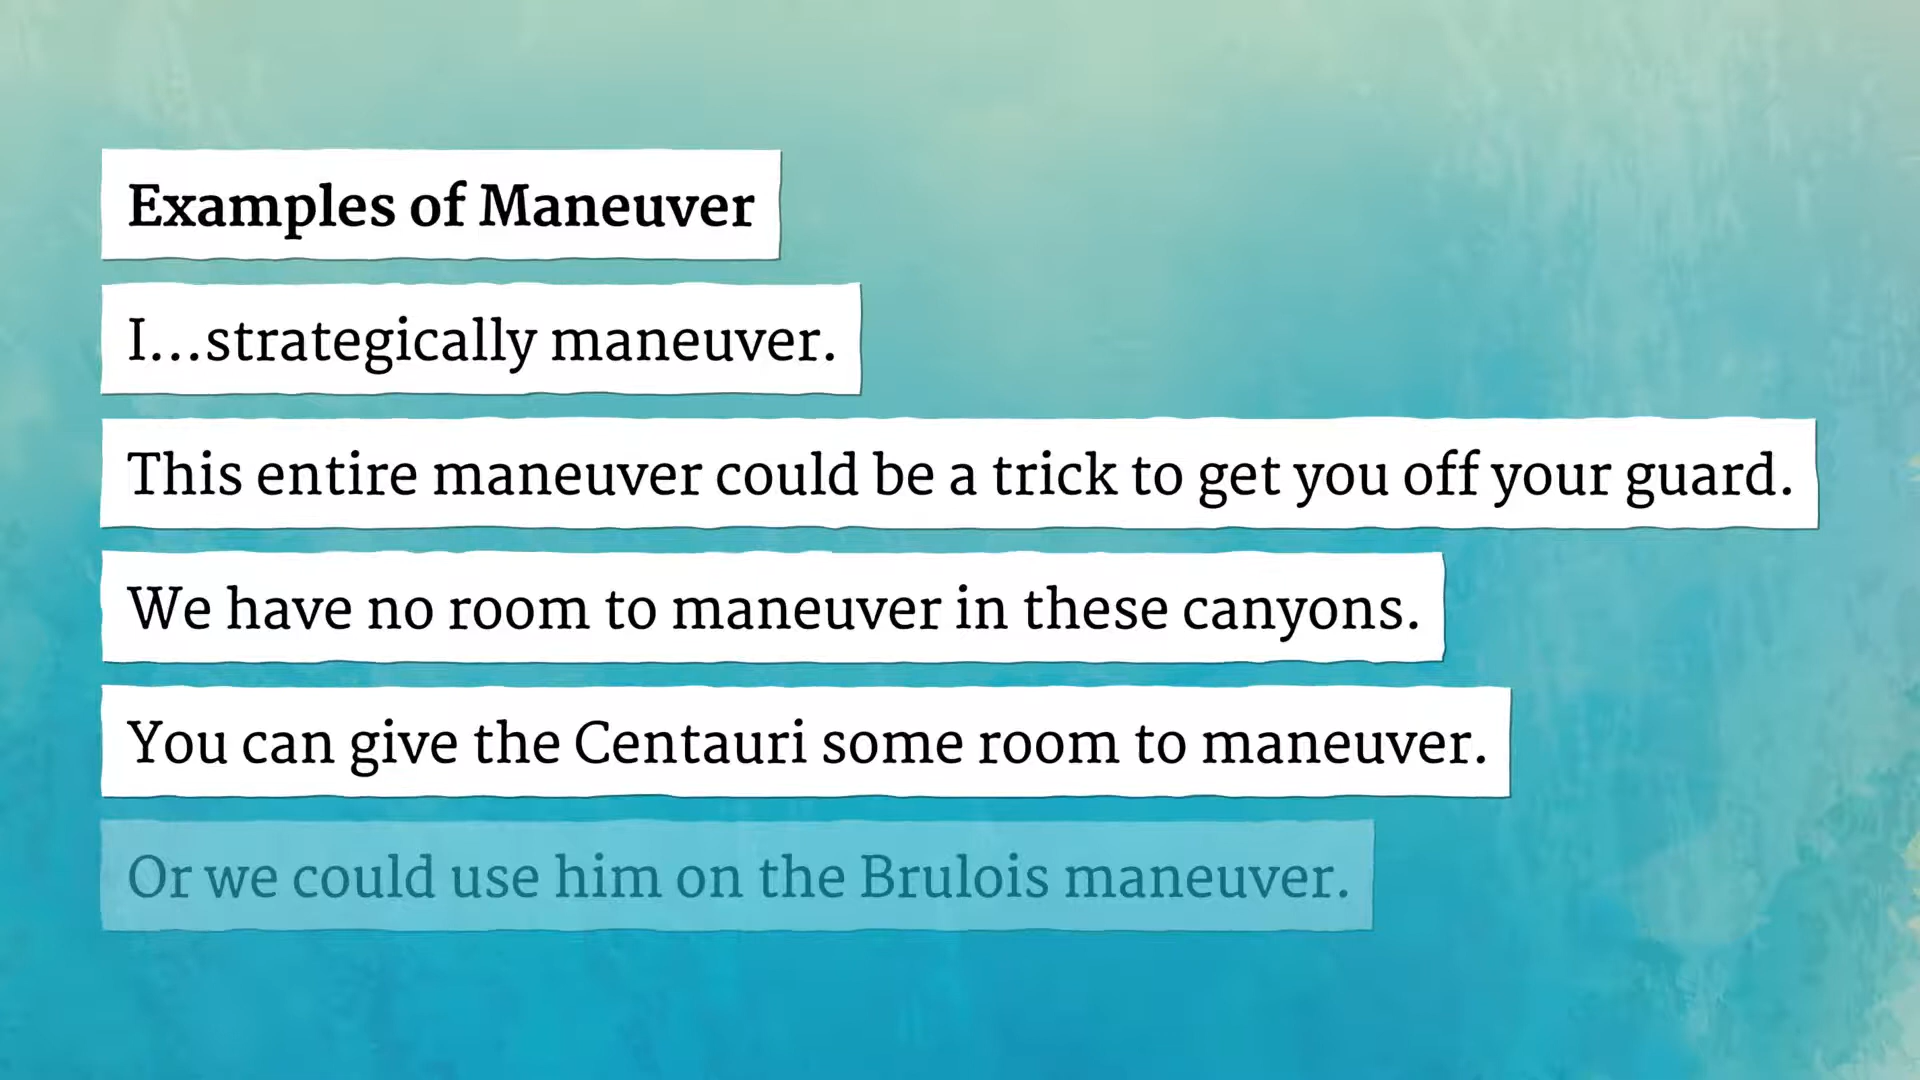 Examples of Maneuver
I...strategically maneuver.
This entire maneuver could be a trick to get you off your guard.
We have no room to maneuver in these canyons.
You can give the Centauri some room to maneuver.
Or we could use him on the Brulois maneuver.